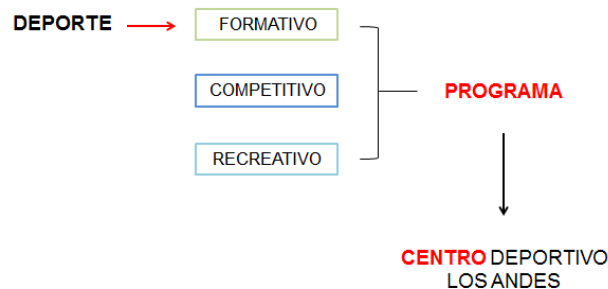 DEPORTE
FORMATIVO
COMPETITIVO
PROGRAMA
RECREATIVO
CENTRO DEPORTIVO
LOS ANDES